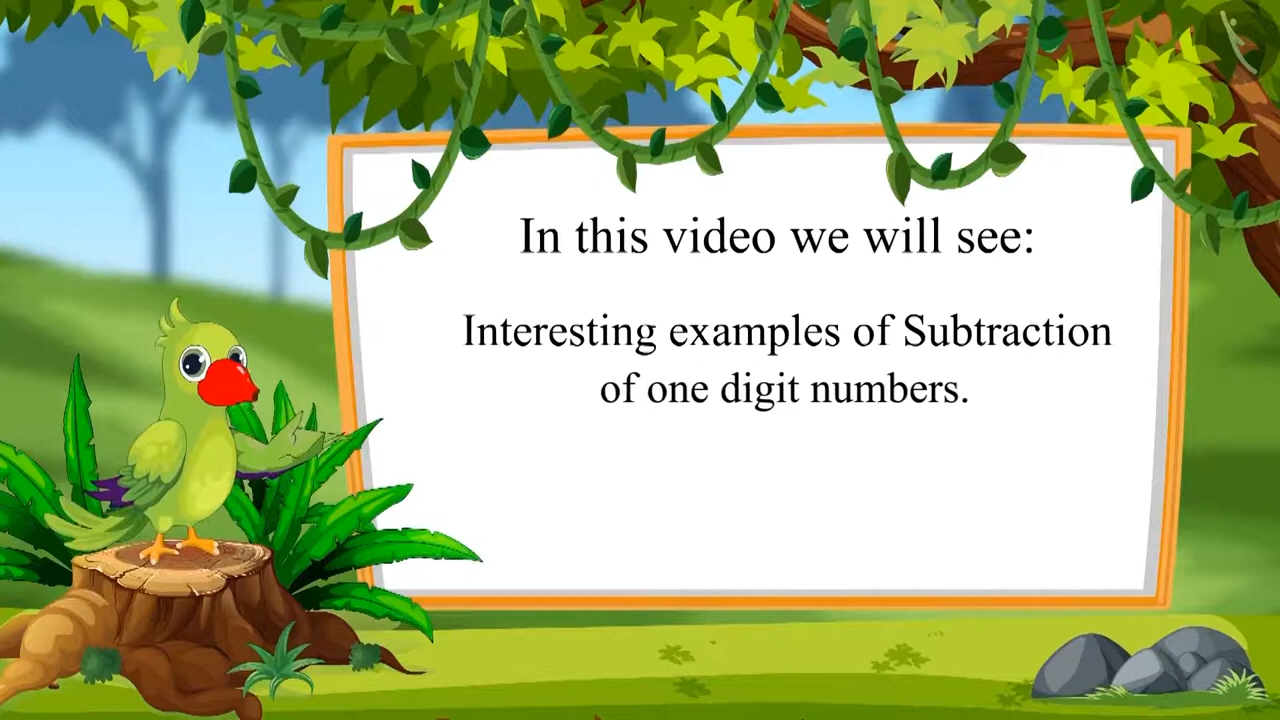 In this video we will see:
Interesting examples of Subtraction
of one digit numbers.